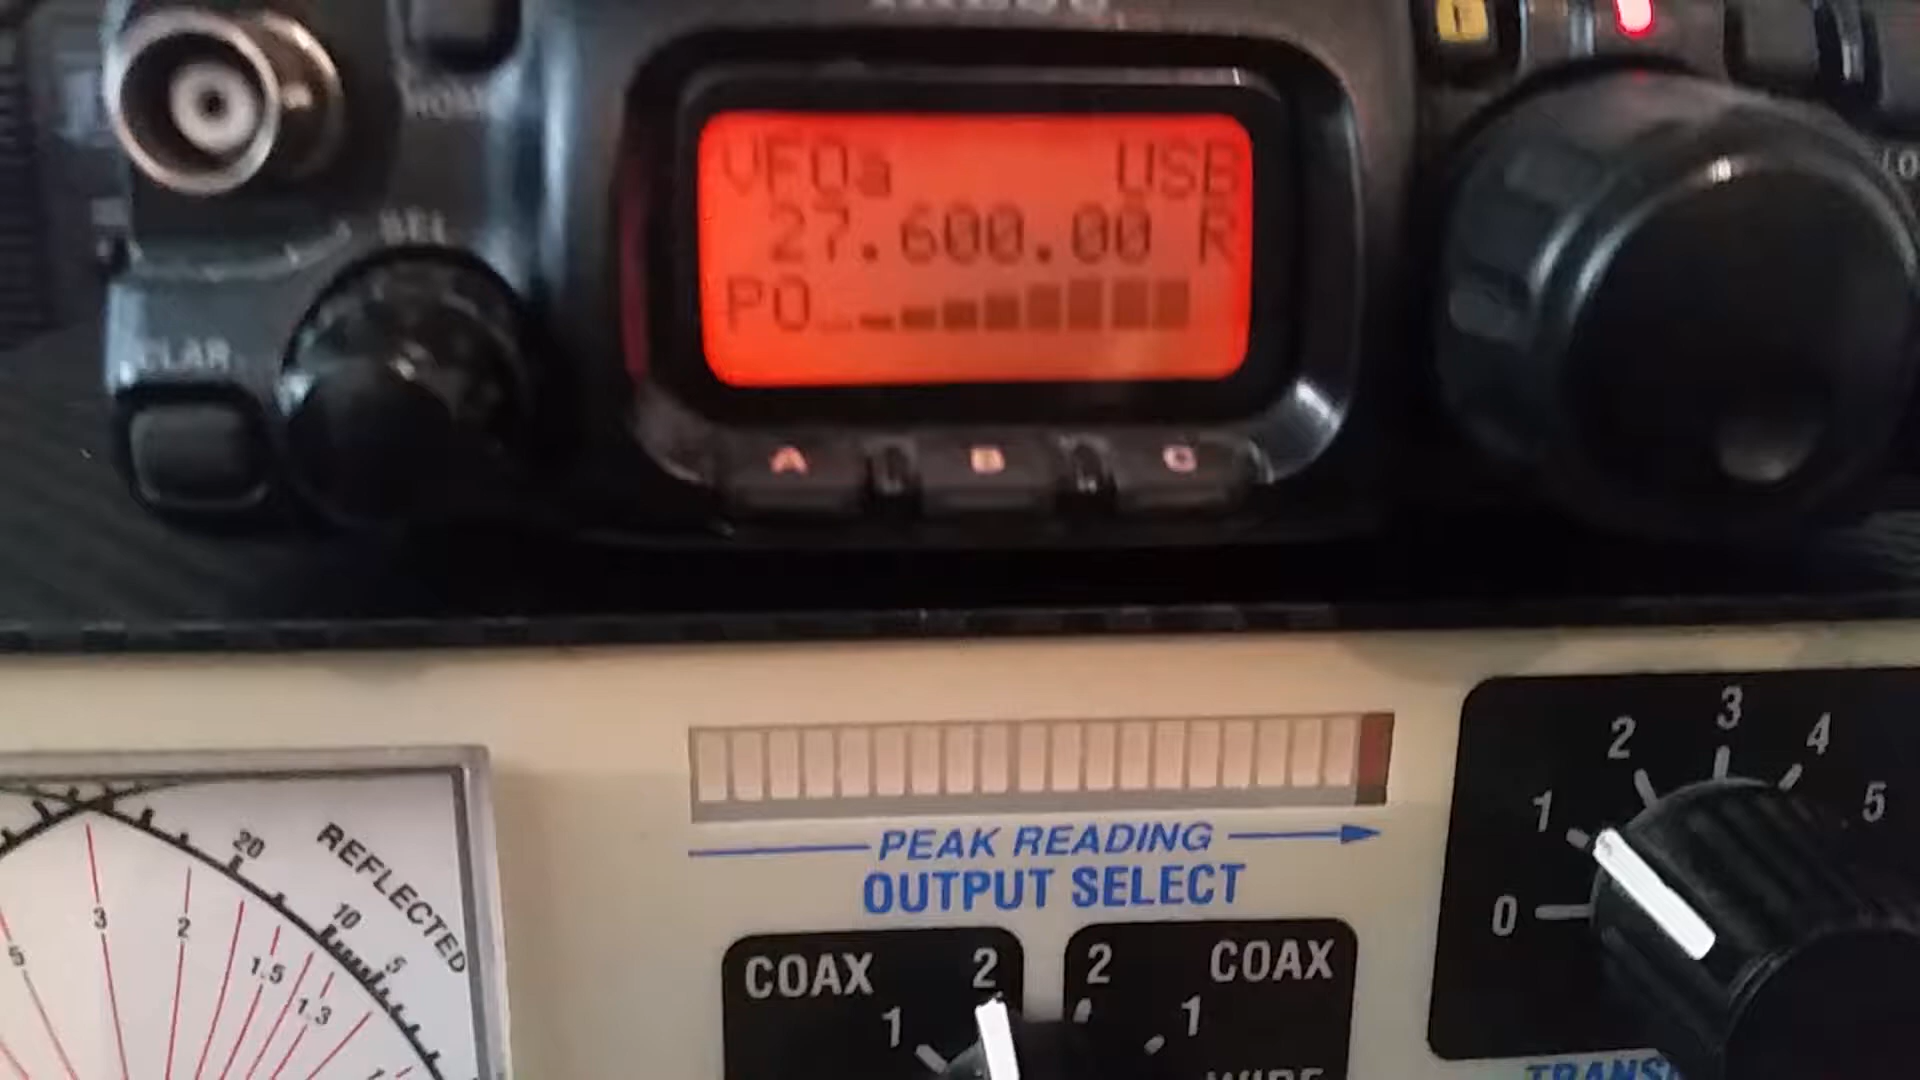 HOME
VFOa USB
27.600.00 R
PO
SEL
CLAR
A B C
PEAK READING
OUTPUT SELECT
COAX 2 1
2 COAX 1
0 1 2 3 4 5
REFLECTED
20 10 5
3 2 1.5 1.3